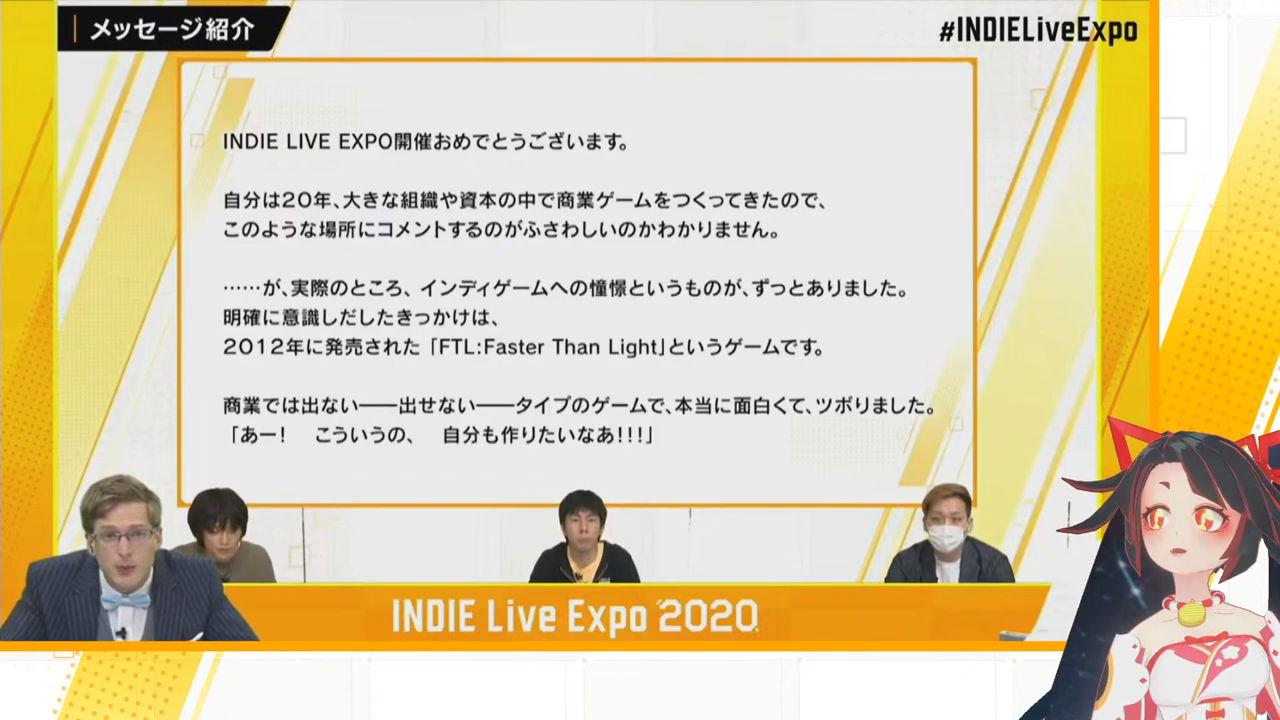 メッセージ紹介
#INDIELiveExpo
INDIE LIVE EXPO開催おめでとうございます。
自分は20年、大きな組織や資本の中で商業ゲームをつくってきたので、
このような場所にコメントするのがふさわしいのかわかりません。
……が、実際のところ、インディゲームへの憧憬というものが、ずっとありました。
明確に意識しだしたきっかけは、
2012年に発売された「FTL:Faster Than Light」というゲームです。
商業では出ない――出せない――タイプのゲームで、本当に面白くて、ツボりました。
「あー！　こういうの、　自分も作りたいなあ!!!」
INDIE Live Expo '2020.